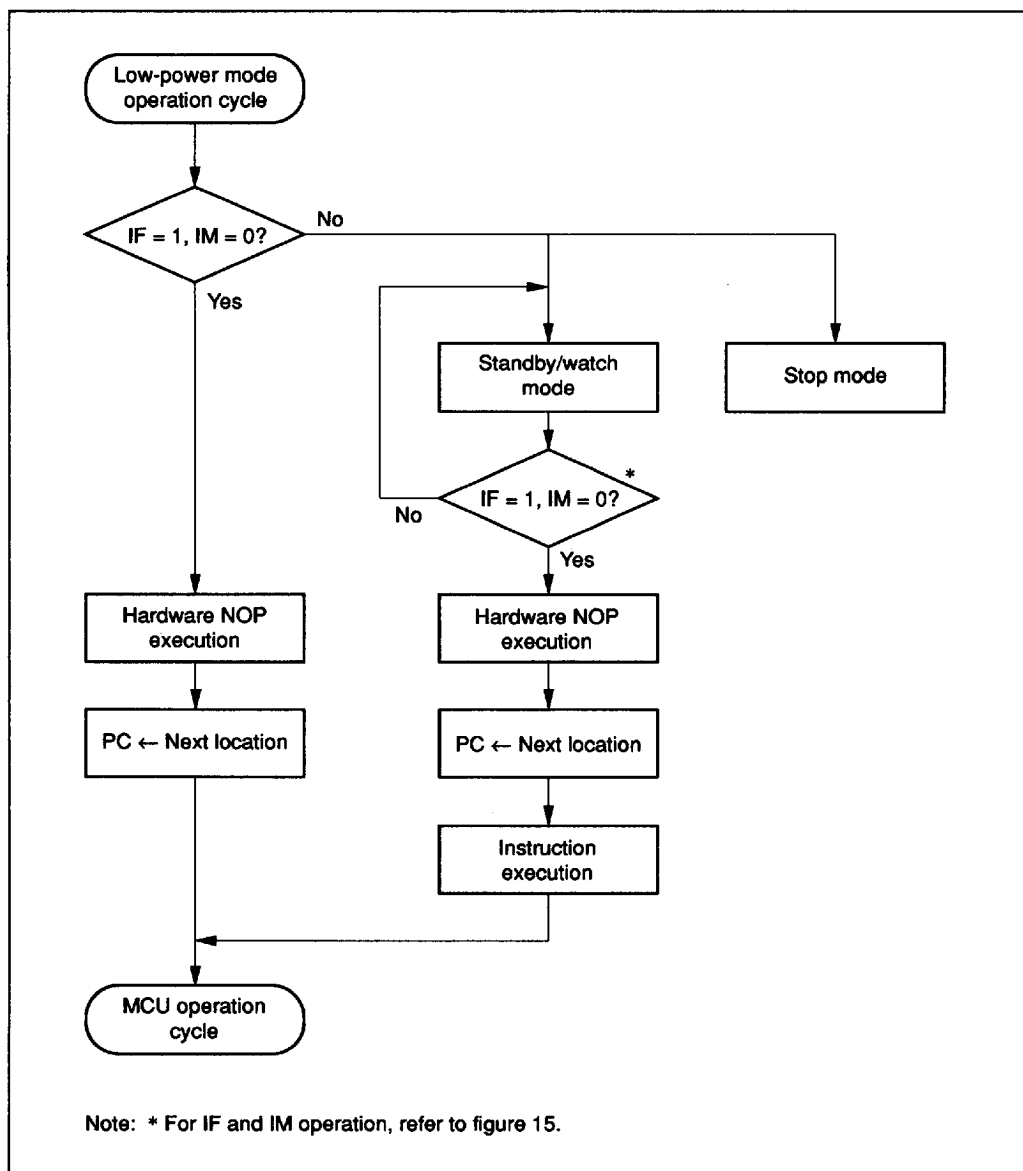 Low-power mode
operation cycle
IF = 1, IM = 0?
No
Yes
Standby/watch
mode
Stop mode
IF = 1, IM = 0?
*
No
Yes
Hardware NOP
execution
Hardware NOP
execution
PC ← Next location
PC ← Next location
Instruction
execution
MCU operation
cycle
Note: * For IF and IM operation, refer to figure 15.